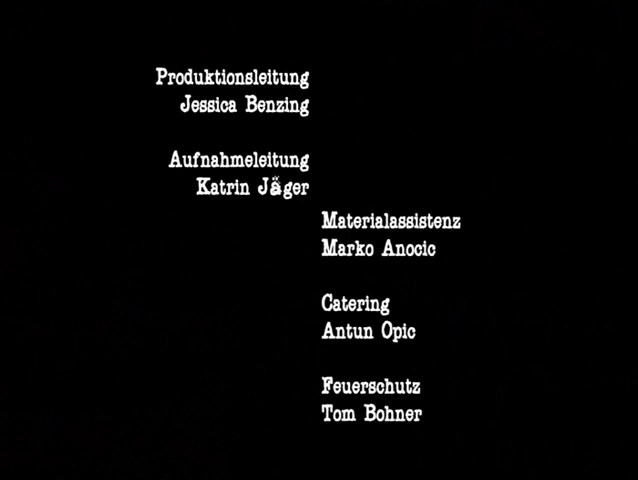 Produktionsleitung
Jessica Benzing
Aufnahmeleitung
Katrin Jäger
Materialassistenz
Marko Anocic
Catering
Antun Opic
Feuerschutz
Tom Bohner